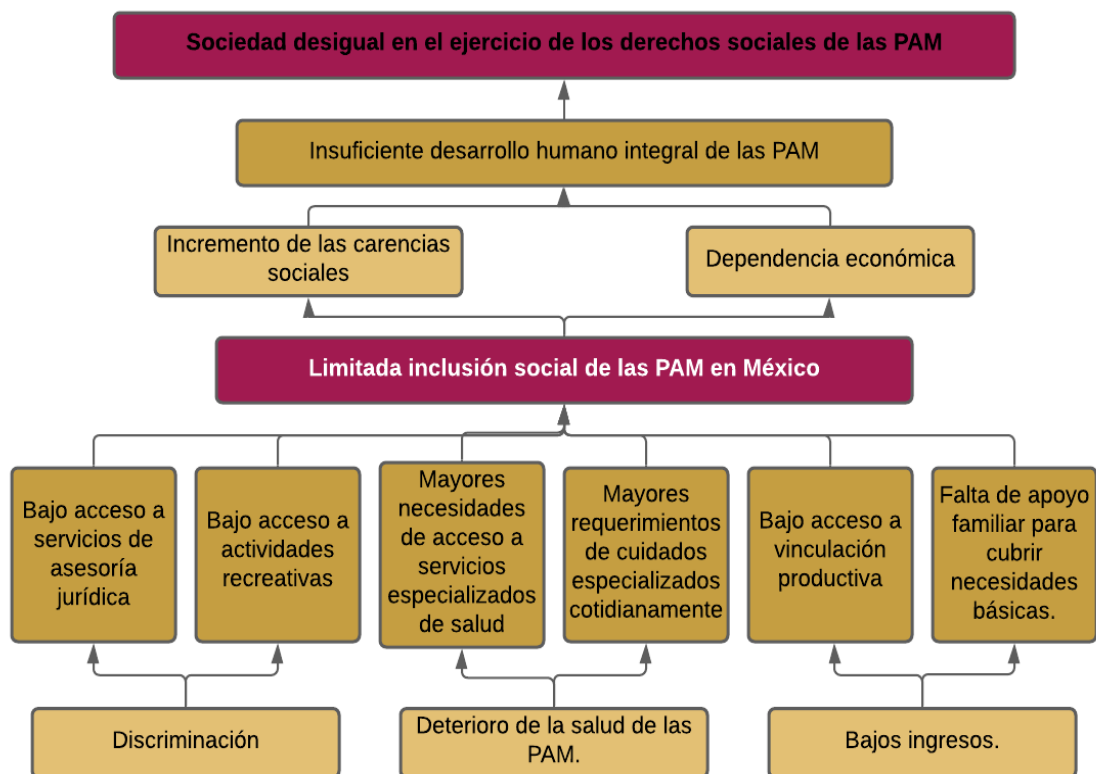 Sociedad desigual en el ejercicio de los derechos sociales de las PAM
Insuficiente desarrollo humano integral de las PAM
Incremento de las carencias
sociales
Dependencia económica
Limitada inclusión social de las PAM en México
Bajo acceso a
servicios de
asesoría
jurídica
Bajo acceso a
actividades
recreativas
Mayores
necesidades
de acceso a
servicios
especializados
de salud
Mayores
requerimientos
de cuidados
especializados
cotidianamente
Bajo acceso a
vinculación
productiva
Falta de apoyo
familiar para
cubrir
necesidades
básicas.
Discriminación
Deterioro de la salud de las
PAM.
Bajos ingresos.